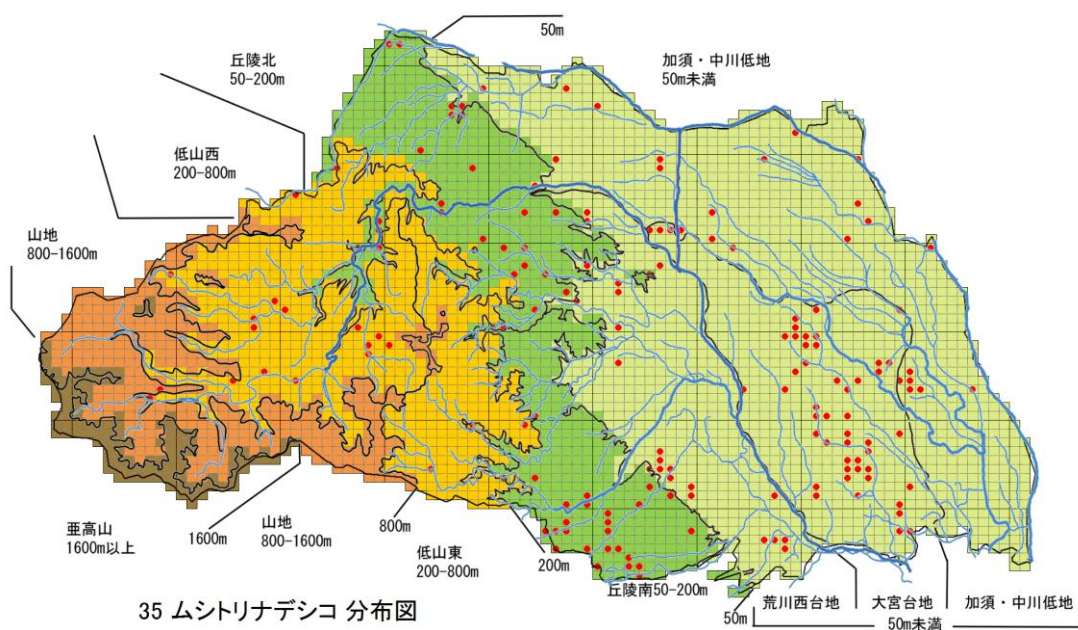 50m
丘陵北
50-200m
加須・中川低地
50m未満
低山西
200-800m
山地
800-1600m
亜高山
1600m以上
1600m
山地
800-1600m
800m
低山東
200-800m
200m
丘陵南50-200m
50m
荒川西台地
大宮台地
加須・中川低地
50m未満
35 ムシトリナデシコ 分布図